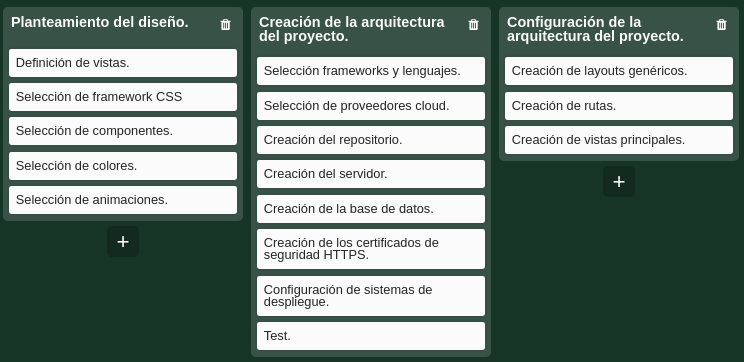 Planteamiento del diseño.
Definición de vistas.
Selección de framework CSS
Selección de componentes.
Selección de colores.
Selección de animaciones.
+
Creación de la arquitectura
del proyecto.
Selección frameworks y lenguajes.
Selección de proveedores cloud.
Creación del repositorio.
Creación del servidor.
Creación de la base de datos.
Creación de los certificados de
seguridad HTTPS.
Configuración de sistemas de
despliegue.
Test.
Configuración de la
arquitectura del proyecto.
Creación de layouts genéricos.
Creación de rutas.
Creación de vistas principales.
+